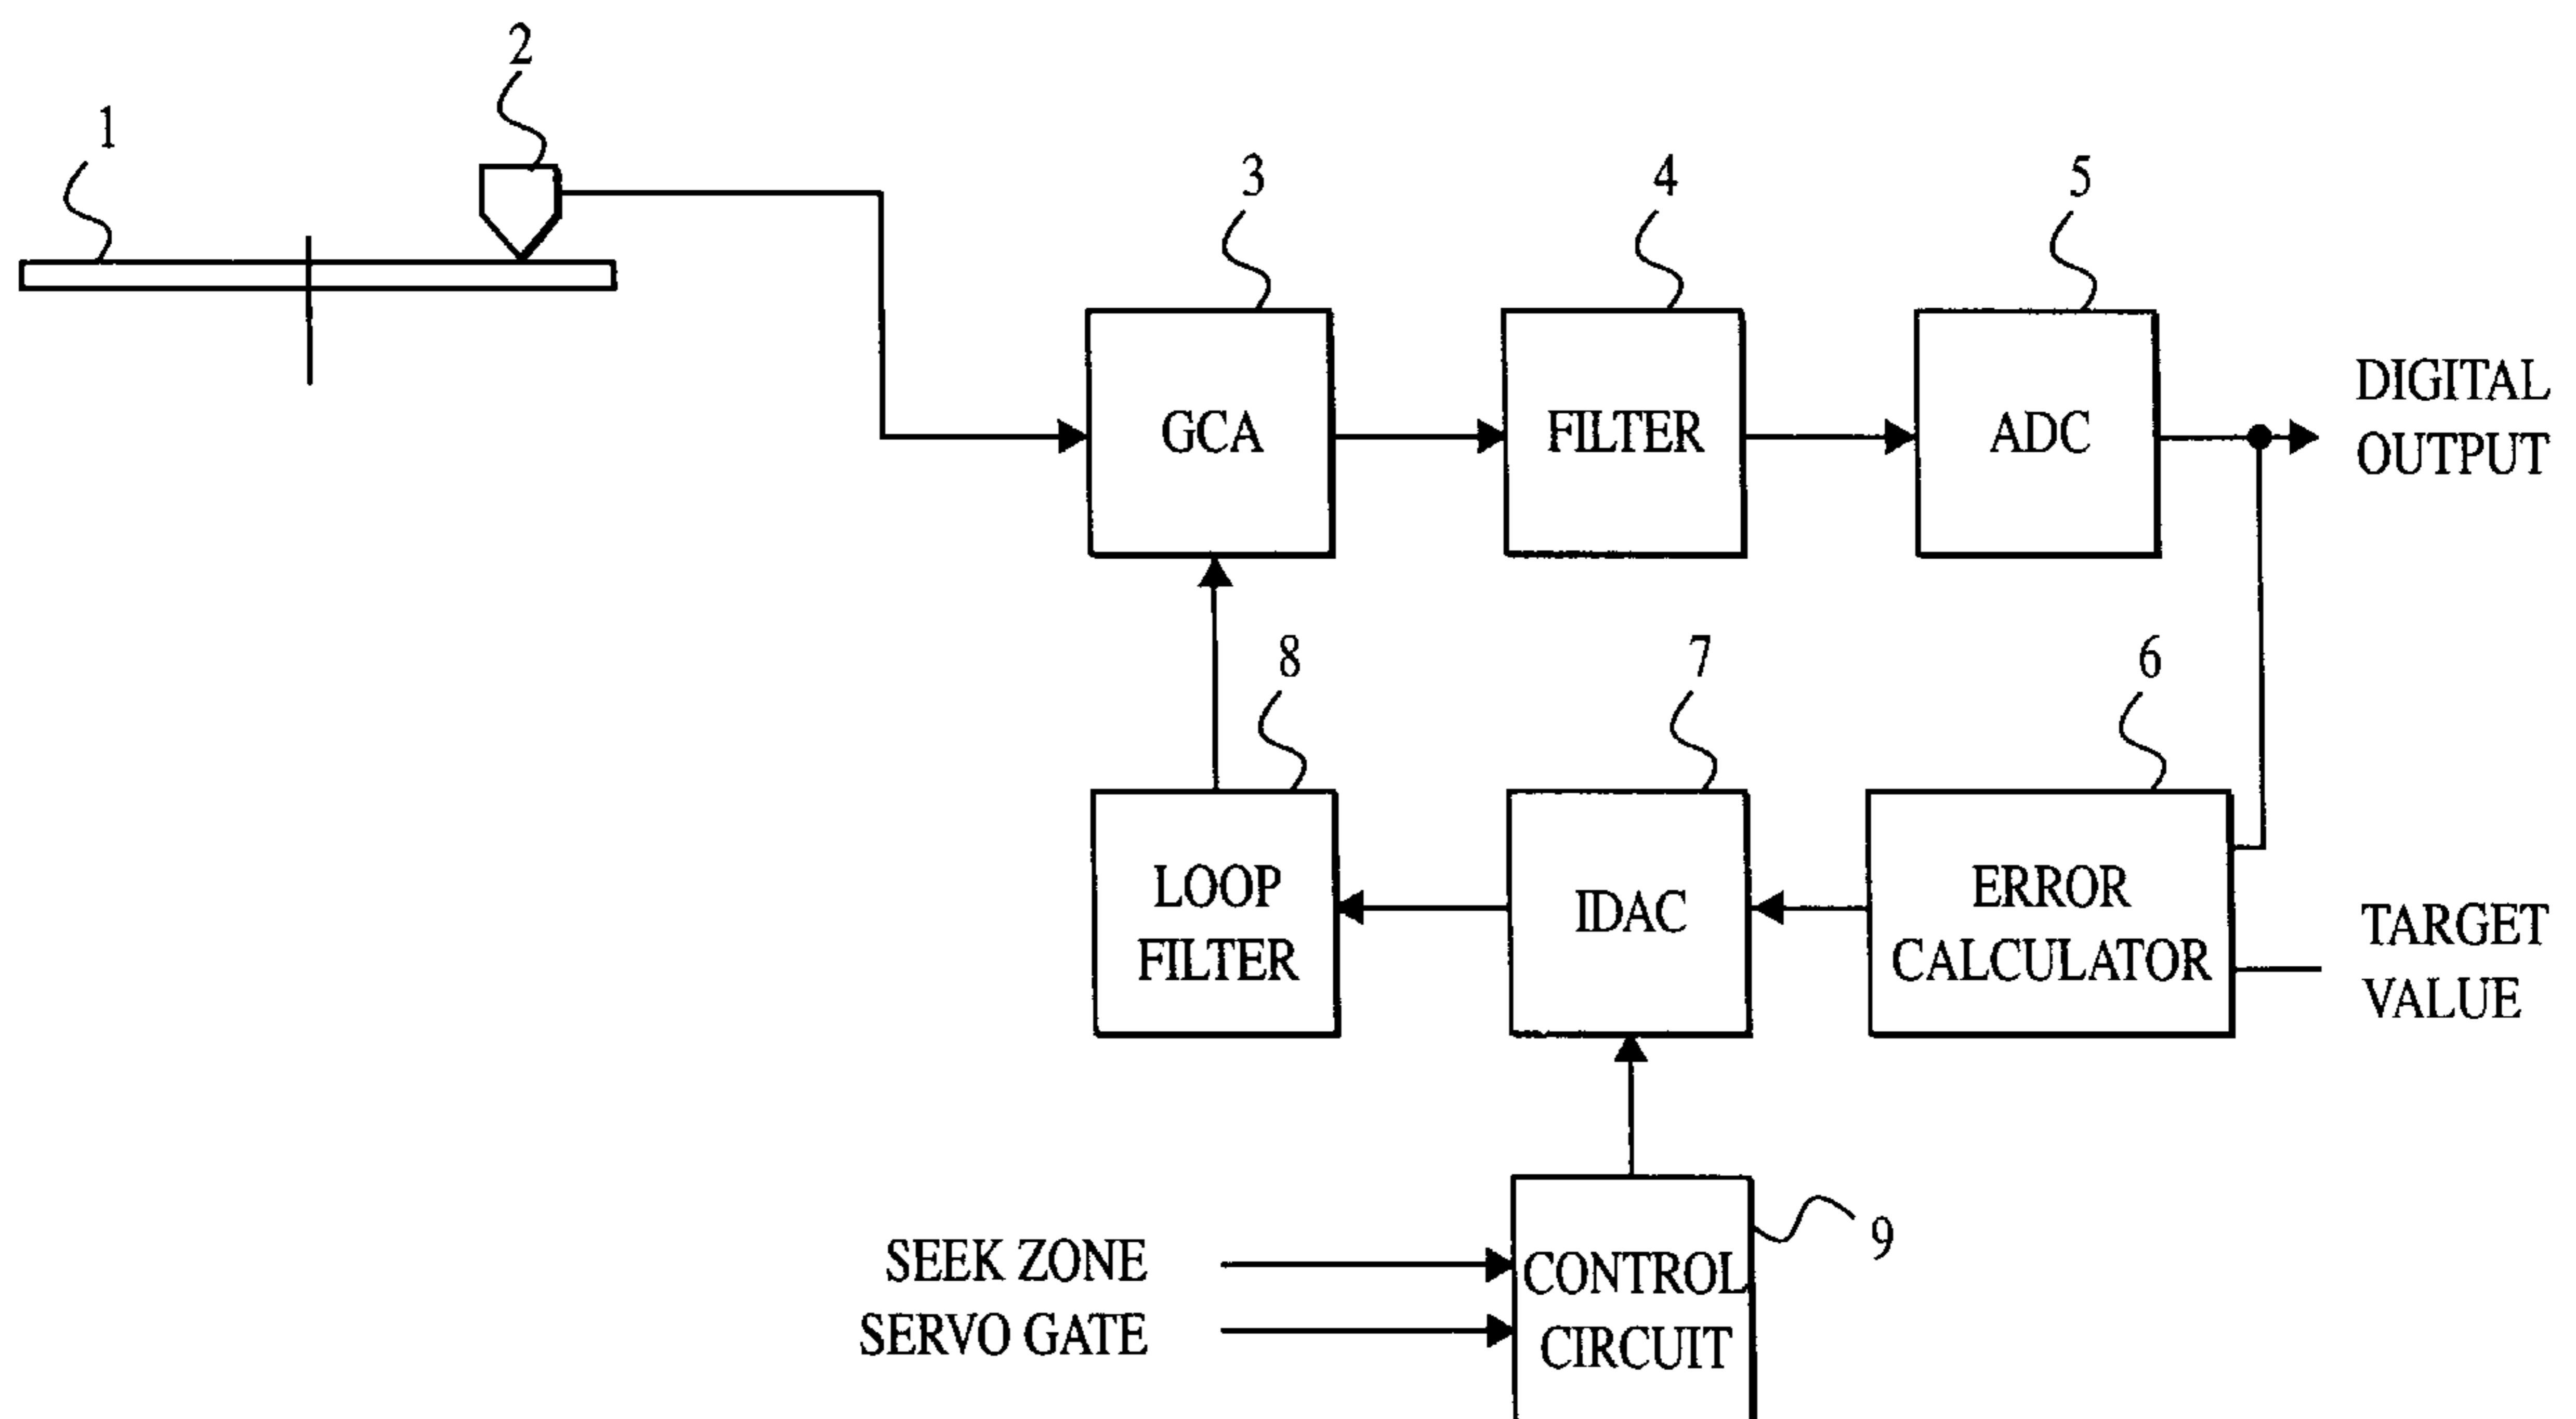 2
1
3
4
5
GCA
FILTER
ADC
DIGITAL
OUTPUT
8
7
6
LOOP
FILTER
IDAC
ERROR
CALCULATOR
TARGET
VALUE
9
SEEK ZONE
SERVO GATE
CONTROL
CIRCUIT